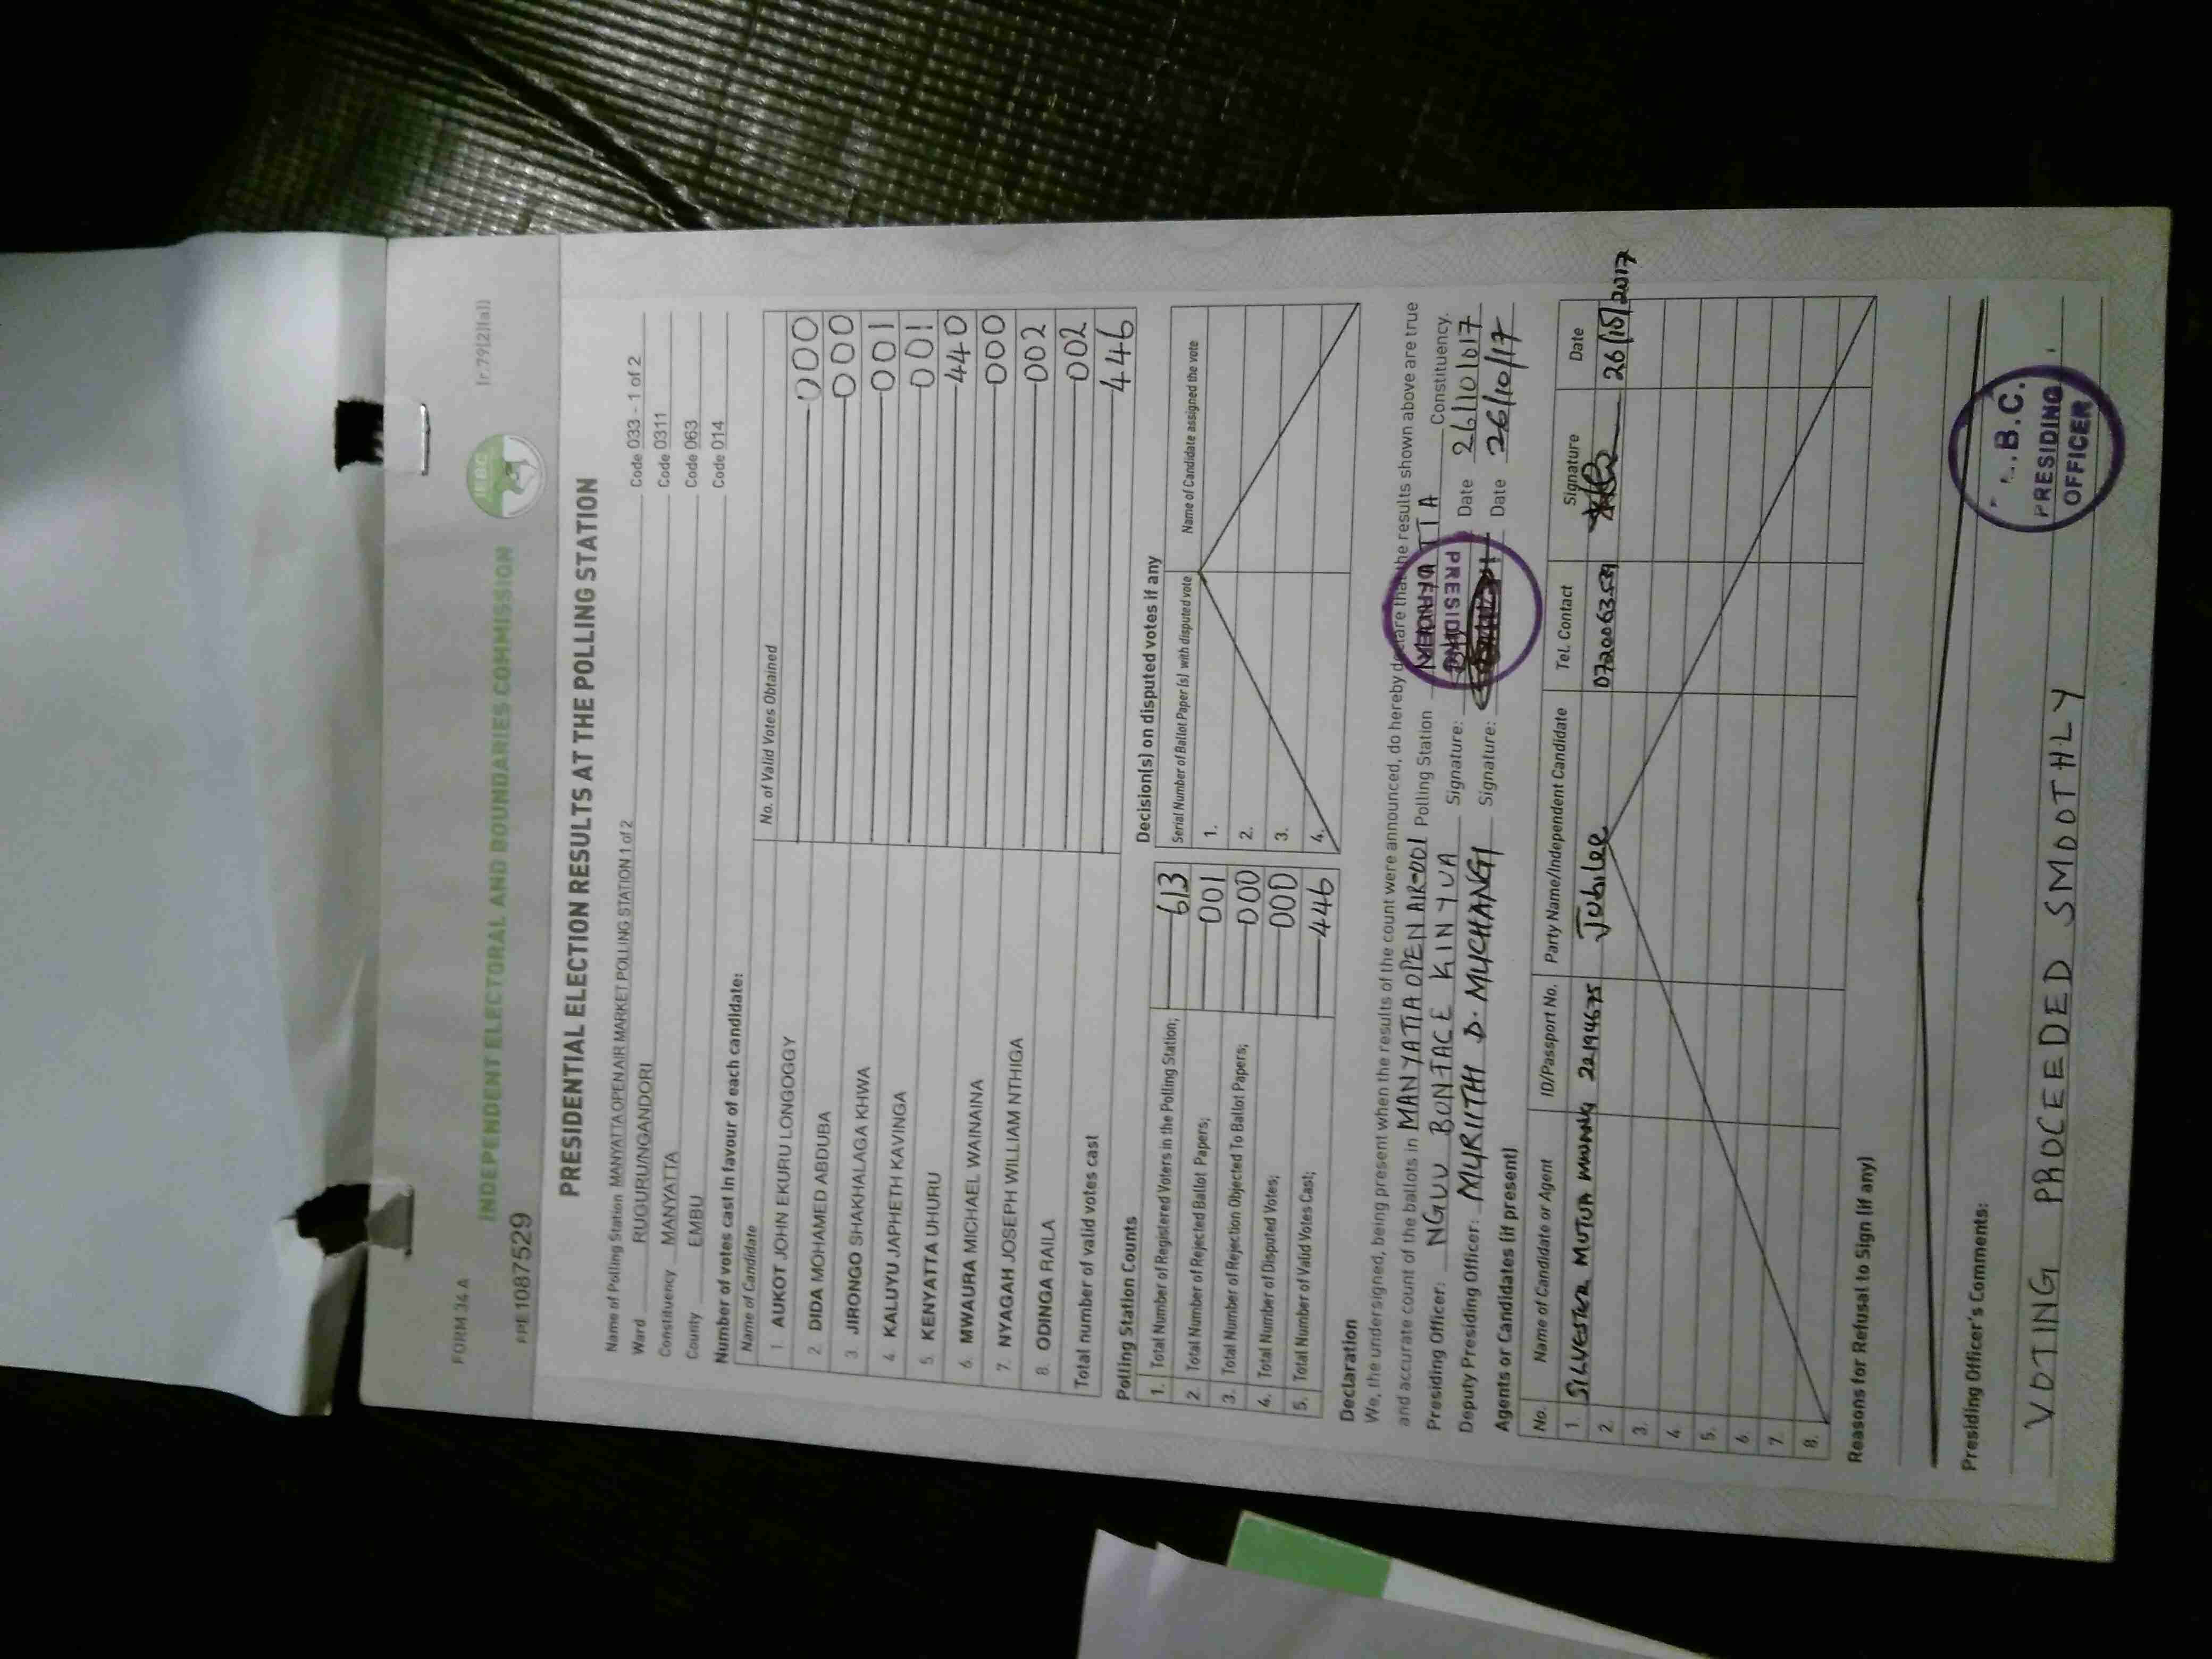 FORM 34 A
(r.79(2)(a))
IEBC
INDEPENDENT ELECTORAL AND BOUNDARIES COMMISSION
PPE1087529
PRESIDENTIAL ELECTION RESULTS AT THE POLLING STATION
Name of Polling Station MANYATTA OPEN AIR MARKET POLLING STATION 1 of 2 Code 033 - 1 of 2
Ward RUGURU/NGANDORI Code 0311
Constituency MANYATTA Code 063
County EMBU Code 014
Number of votes cast in favour of each candidate:
Name of Candidate No. of Valid Votes Obtained
1. AUKOT JOHN EKURU LONGOGGY 000
2. DIDA MOHAMED ABDUBA 000
3. JIRONGO SHAKHALAGA KHWA 001
4. KALUYU JAPHETH KAVINGA 001
5. KENYATTA UHURU 440
6. MWAURA MICHAEL WAINAINA 000
7. NYAGAH JOSEPH WILLIAM NTHIGA 002
8. ODINGA RAILA 002
Total number of valid votes cast 446
Polling Station Counts
1. Total Number of Registered Voters in the Polling Station; 613
2. Total Number of Rejected Ballot Papers; 001
3. Total Number of Rejection Objected To Ballot Papers; 000
4. Total Number of Disputed Votes; 000
5. Total Number of Valid Votes Cast; 446
Decision(s) on disputed votes if any
Serial Number of Ballot Paper (s) with disputed vote Name of Candidate assigned the vote
1.
2.
3.
4.
Declaration
We, the undersigned, being present when the results of the count were announced, do hereby declare that the results shown above are true
and accurate count of the ballots in MANYATTA OPEN AIR-001 Polling Station MANYATTA Constituency.
Presiding Officer: NGUU BONIFACE KINYUA Signature: Date 26/10/017
Deputy Presiding Officer: MURIITHI D. MUCHANGI Signature: Date 26/10/17
PRESIDING
OFFICER
Agents or Candidates (if present)
No. Name of Candidate or Agent ID/Passport No. Party Name/Independent Candidate Tel. Contact Signature Date
1. SILVESTER MUTUA 22194675 Jubilee 0720063559 26/10/2017
2.
3.
4.
5.
6.
7.
8.
Reasons for Refusal to Sign (if any)
Presiding Officer's Comments:
VOTING PROCEEDED SMOOTHLY
I.E.B.C.
PRESIDING
OFFICER